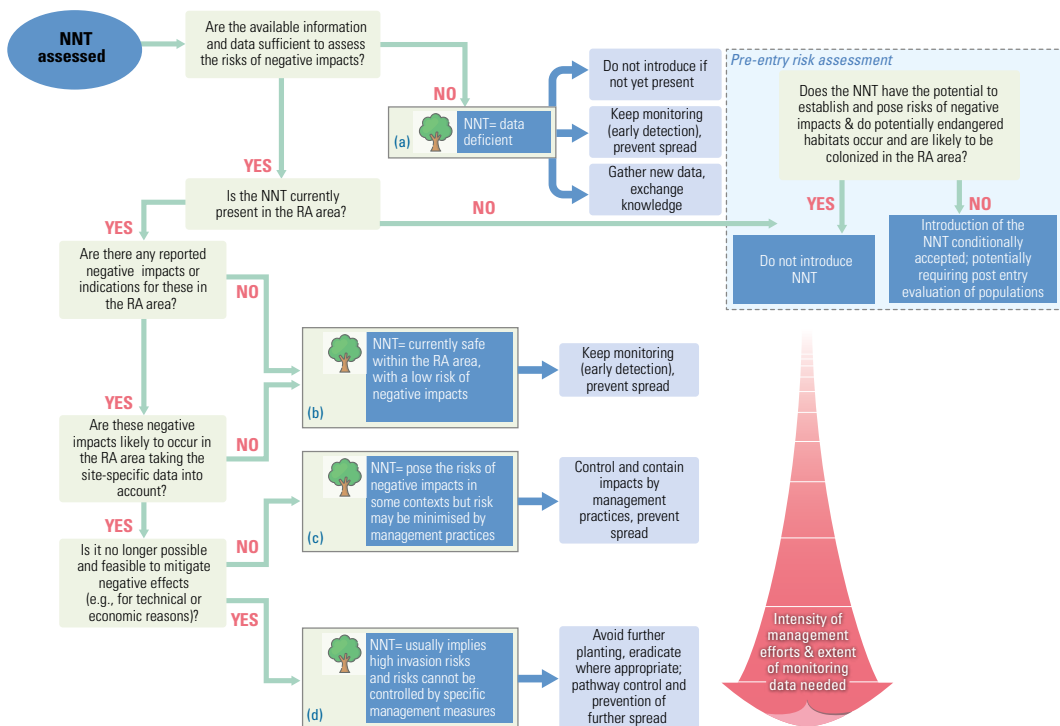 NNT
assessed
Are the available information
and data sufficient to assess
the risks of negative impacts?
NO
YES
(a)
NNT= data
deficient
Do not introduce if
not yet present
Keep monitoring
(early detection),
prevent spread
Gather new data,
exchange
knowledge
Pre-entry risk assessment
Does the NNT have the potential to
establish and pose risks of negative
impacts & do potentially endangered
habitats occur and are likely to be
colonized in the RA area?
YES
NO
Do not introduce
NNT
Introduction of the
NNT conditionally
accepted; potentially
requiring post entry
evaluation of populations
Is the NNT currently
present in the RA area?
NO
YES
Are there any reported
negative impacts or
indications for these in
the RA area?
NO
YES
(b)
NNT= currently safe
within the RA area,
with a low risk of
negative impacts
Keep monitoring
(early detection),
prevent spread
Are these negative
impacts likely to occur in
the RA area taking the
site-specific data into
account?
NO
YES
(c)
NNT= pose the risks of
negative impacts in
some contexts but risk
may be minimised by
management practices
Control and contain
impacts by
management
practices, prevent
spread
Is it no longer possible
and feasible to mitigate
negative effects
(e.g., for technical or
economic reasons)?
NO
YES
(d)
NNT= usually implies
high invasion risks
and risks cannot be
controlled by specific
management measures
Avoid further
planting, eradicate
where appropriate;
pathway control and
prevention of
further spread
Intensity of
management
efforts & extent
of monitoring
data needed